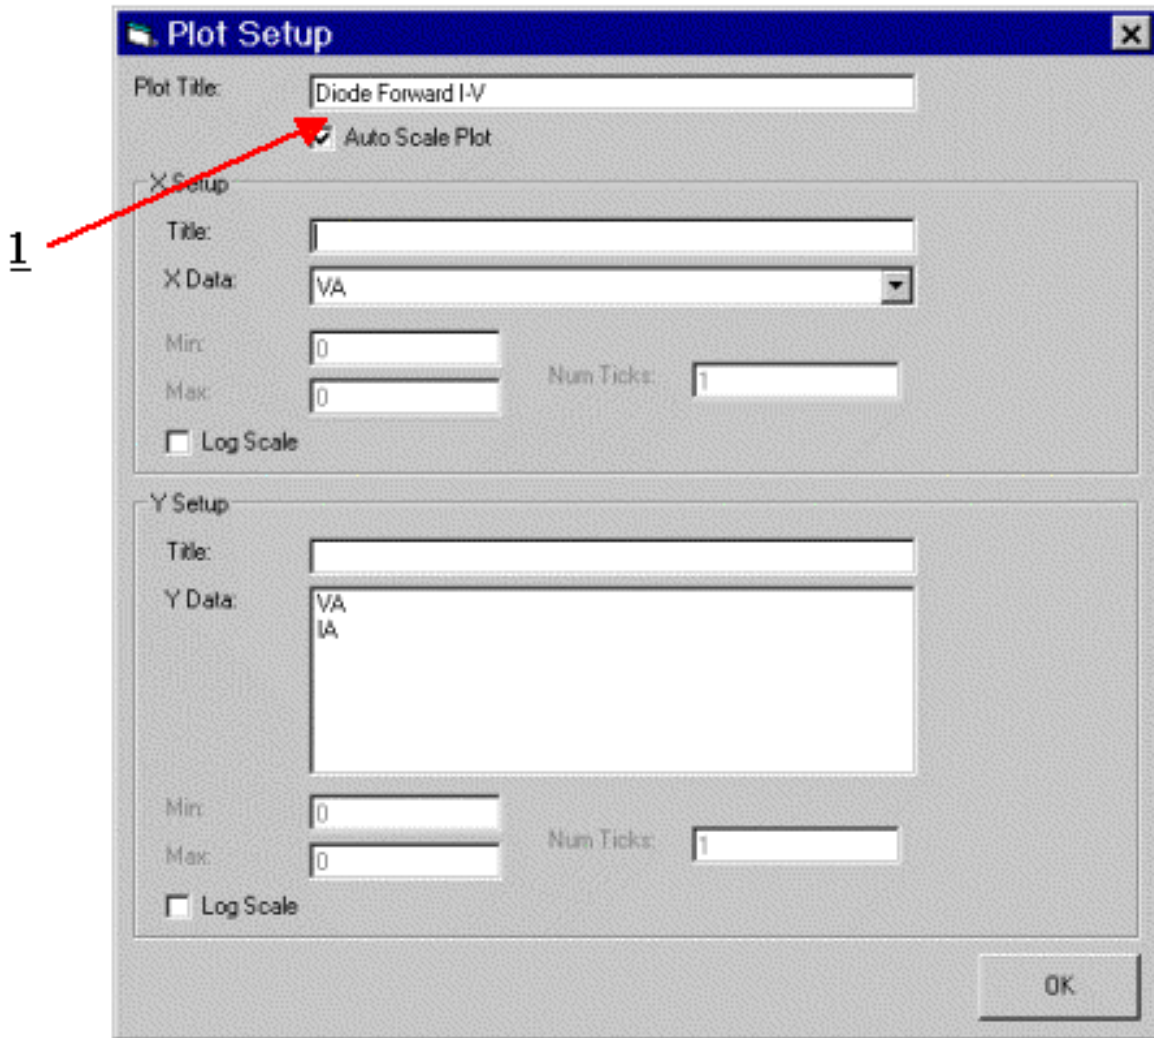 Plot Setup
Plot Title:
Diode Forward I-V
Auto Scale Plot
1
X Setup
Title:
X Data:
VA
Min:
0
Max:
0
Num Ticks:
1
Log Scale
Y Setup
Title:
Y Data:
VA
IA
Min:
0
Max:
0
Num Ticks:
1
Log Scale
OK